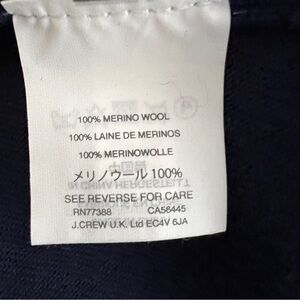 100% MERINO WOOL
100% LAINE DE MERINOS
100% MERINOWOLLE
メリノウール 100%
SEE REVERSE FOR CARE
RN77388 CA56445
J.CREW U.K. Ltd EC4V 6JA